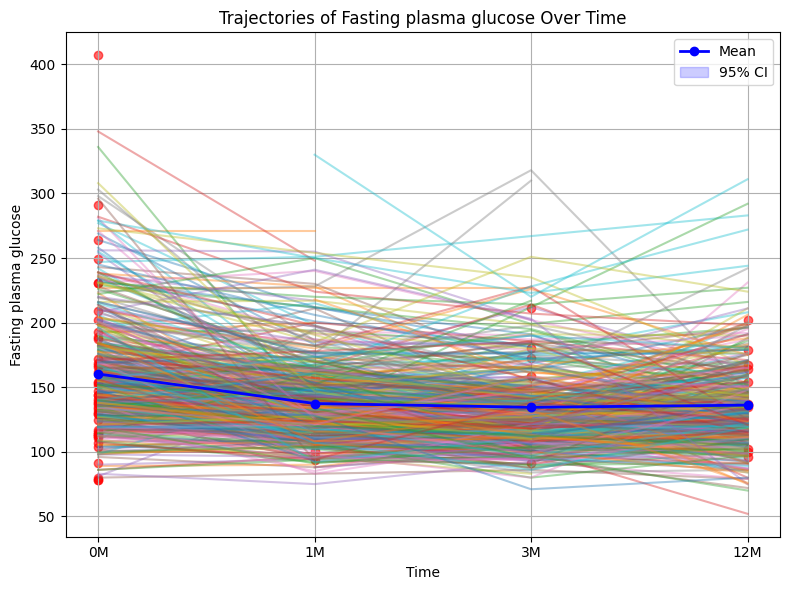 Trajectories of Fasting plasma glucose Over Time
Mean
95% CI
Fasting plasma glucose
400
350
300
250
200
150
100
50
0M
1M
3M
12M
Time